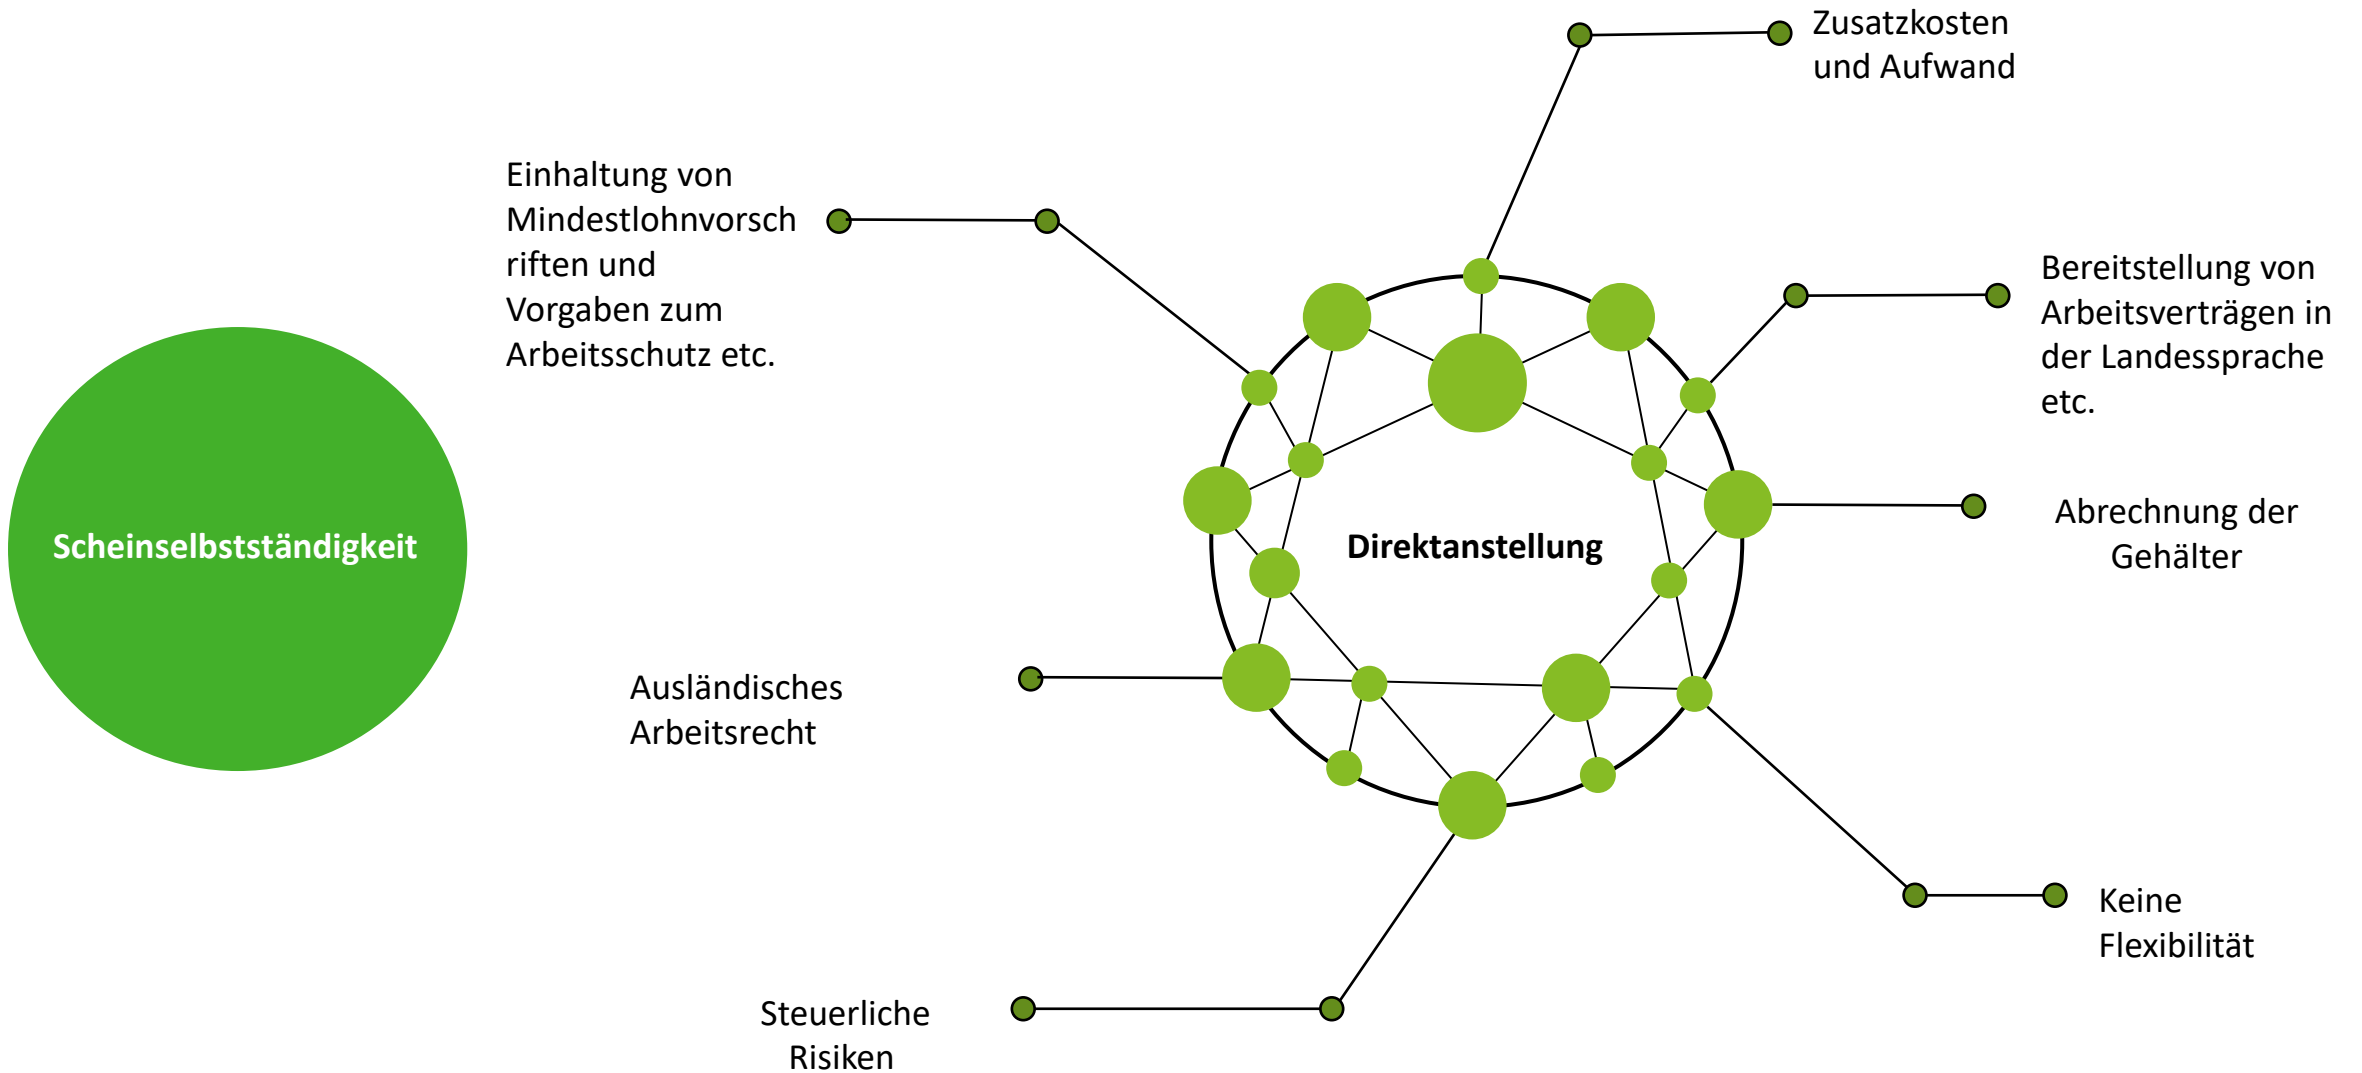 Zusatzkosten
und Aufwand
Einhaltung von
Mindestlohnvorsch
riften und
Vorgaben zum
Arbeitsschutz etc.
Bereitstellung von
Arbeitsverträgen in
der Landessprache
etc.
Scheinselbstständigkeit
Direktanstellung
Abrechnung der
Gehälter
Ausländisches
Arbeitsrecht
Keine
Flexibilität
Steuerliche
Risiken